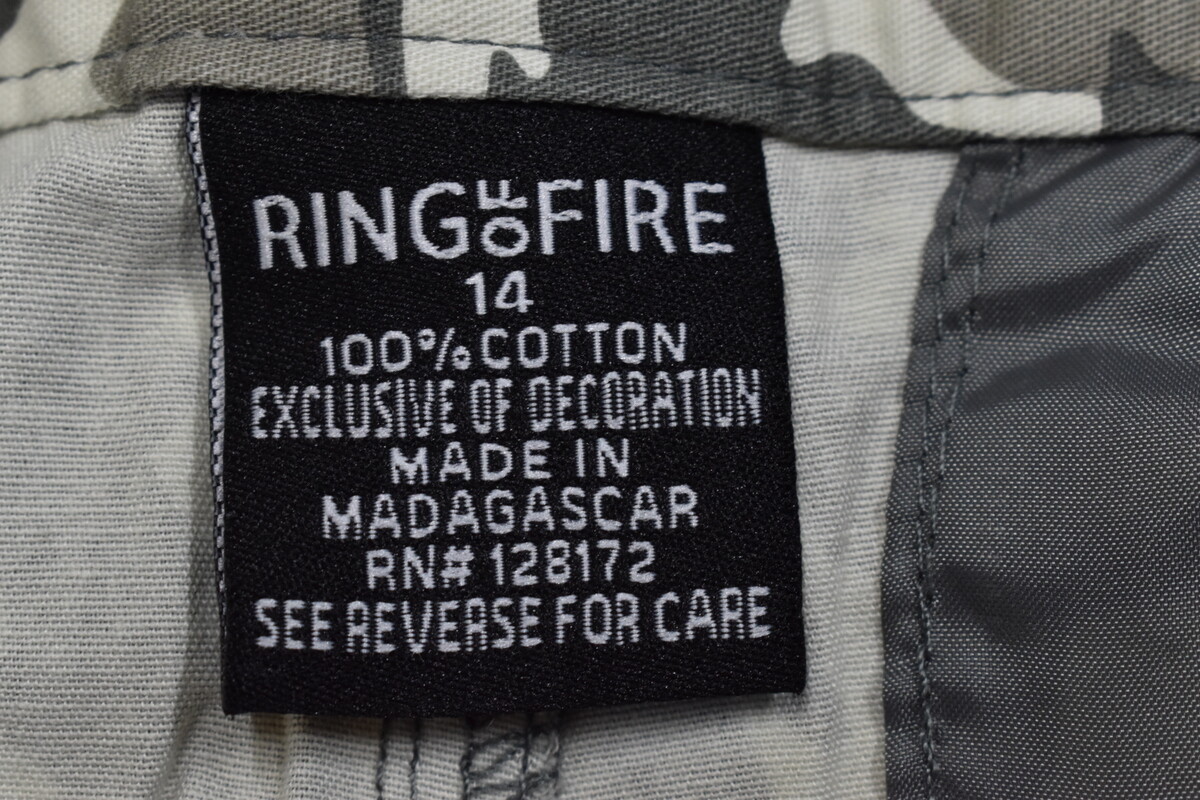 RING OF FIRE
14
100% COTTON
EXCLUSIVE OF DECORATION
MADE IN
MADAGASCAR
RN# 128172
SEE REVERSE FOR CARE